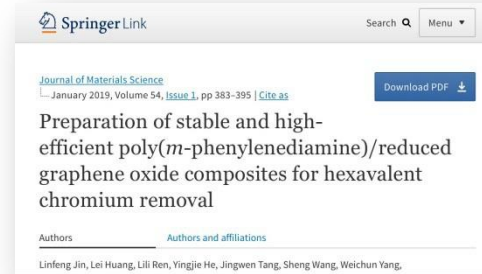 Springer Link
Search
Menu ▼
Journal of Materials Science
January 2019, Volume 54, Issue 1, pp 383–395 | Cite as
Download PDF
Preparation of stable and high-
efficient poly(m-phenylenediamine)/reduced
graphene oxide composites for hexavalent
chromium removal
Authors
Authors and affiliations
Linfeng Jin, Lei Huang, Lili Ren, Yingjie He, Jingwen Tang, Sheng Wang, Weichun Yang,